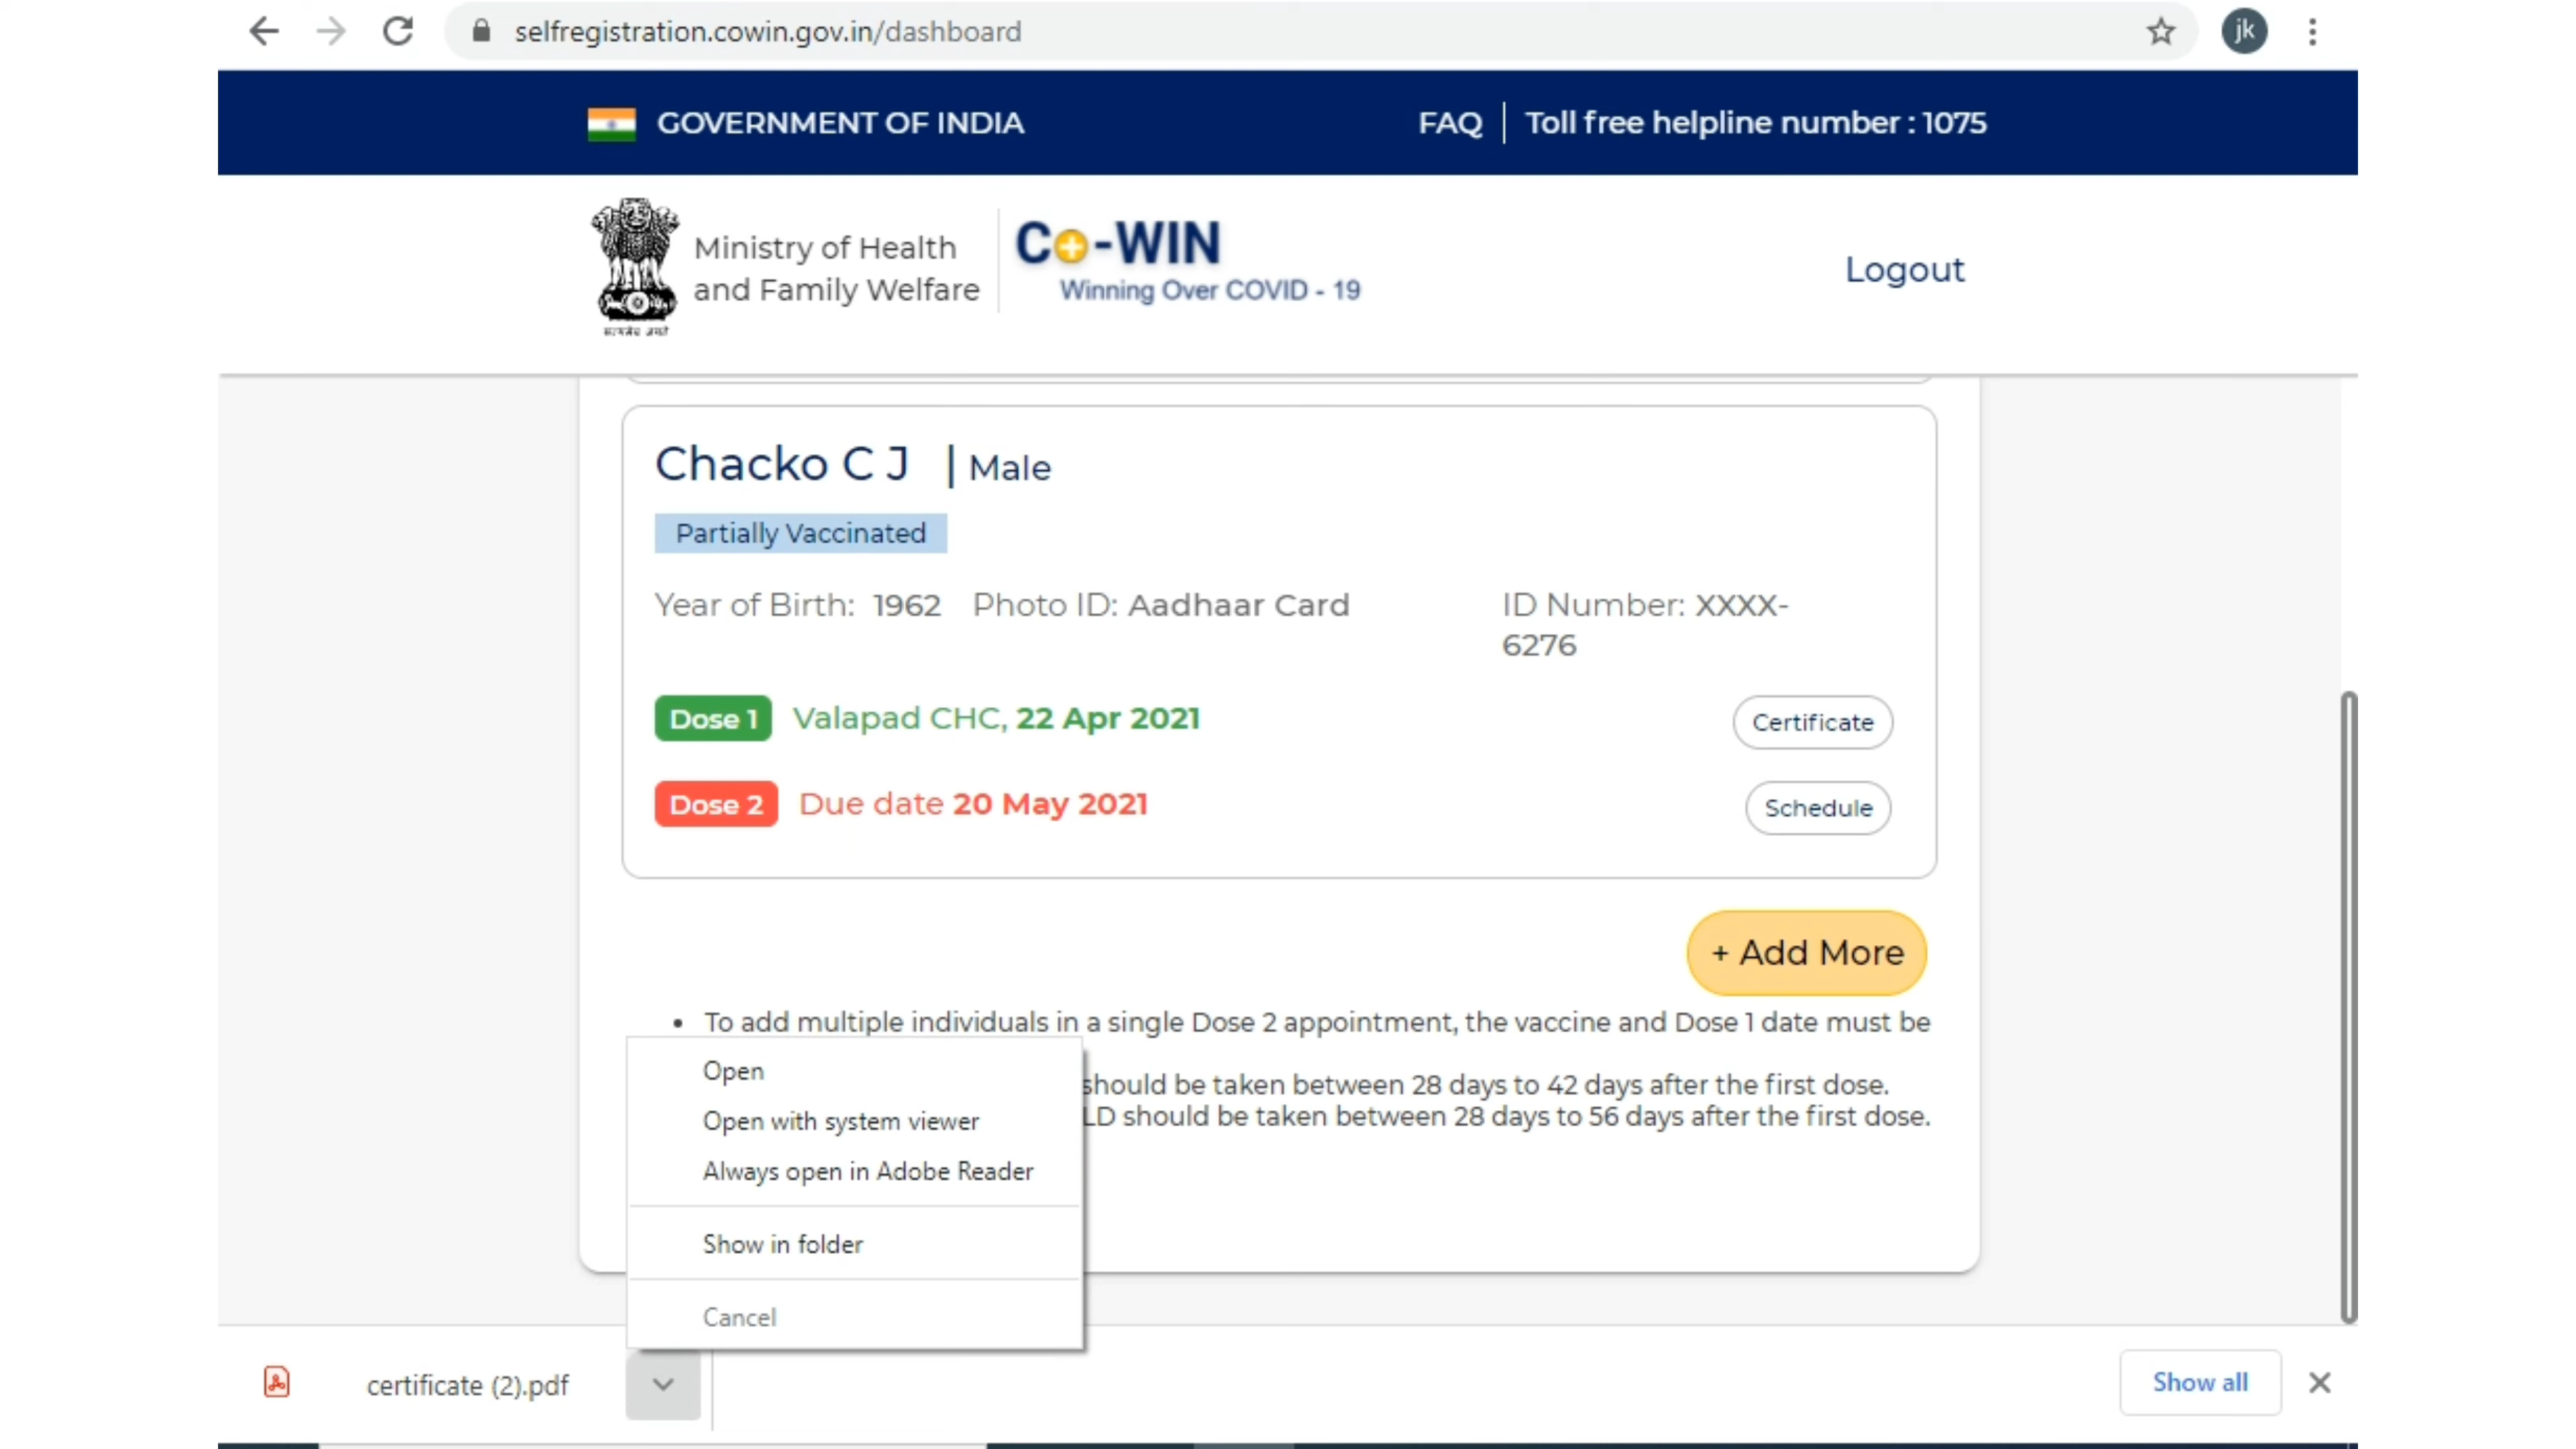 selfregistration.cowin.gov.in/dashboard
jk
GOVERNMENT OF INDIA
FAQ
Toll free helpline number : 1075
Ministry of Health
and Family Welfare
Co-WIN
Winning Over COVID - 19
Logout
Chacko C J | Male
Partially Vaccinated
Year of Birth: 1962 Photo ID: Aadhaar Card ID Number: XXXX-
6276
Dose 1 Valapad CHC, 22 Apr 2021 Certificate
Dose 2 Due date 20 May 2021 Schedule
+ Add More
• To add multiple individuals in a single Dose 2 appointment, the vaccine and Dose 1 date must be
should be taken between 28 days to 42 days after the first dose.
LD should be taken between 28 days to 56 days after the first dose.
Open
Open with system viewer
Always open in Adobe Reader
Show in folder
Cancel
certificate (2).pdf
Show all